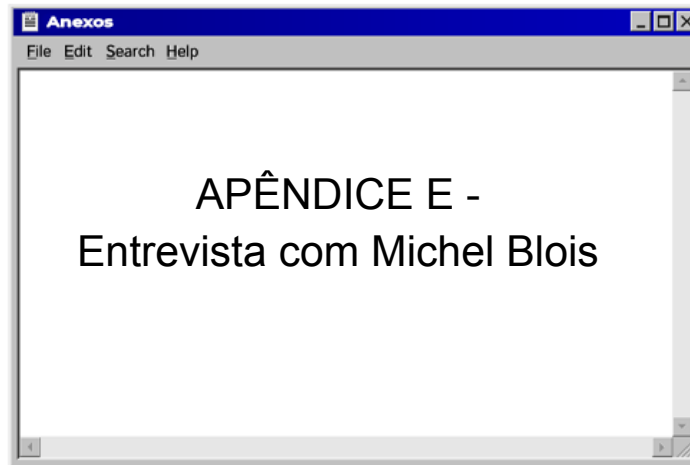 Anexos
File Edit Search Help
APÊNDICE E -
Entrevista com Michel Blois